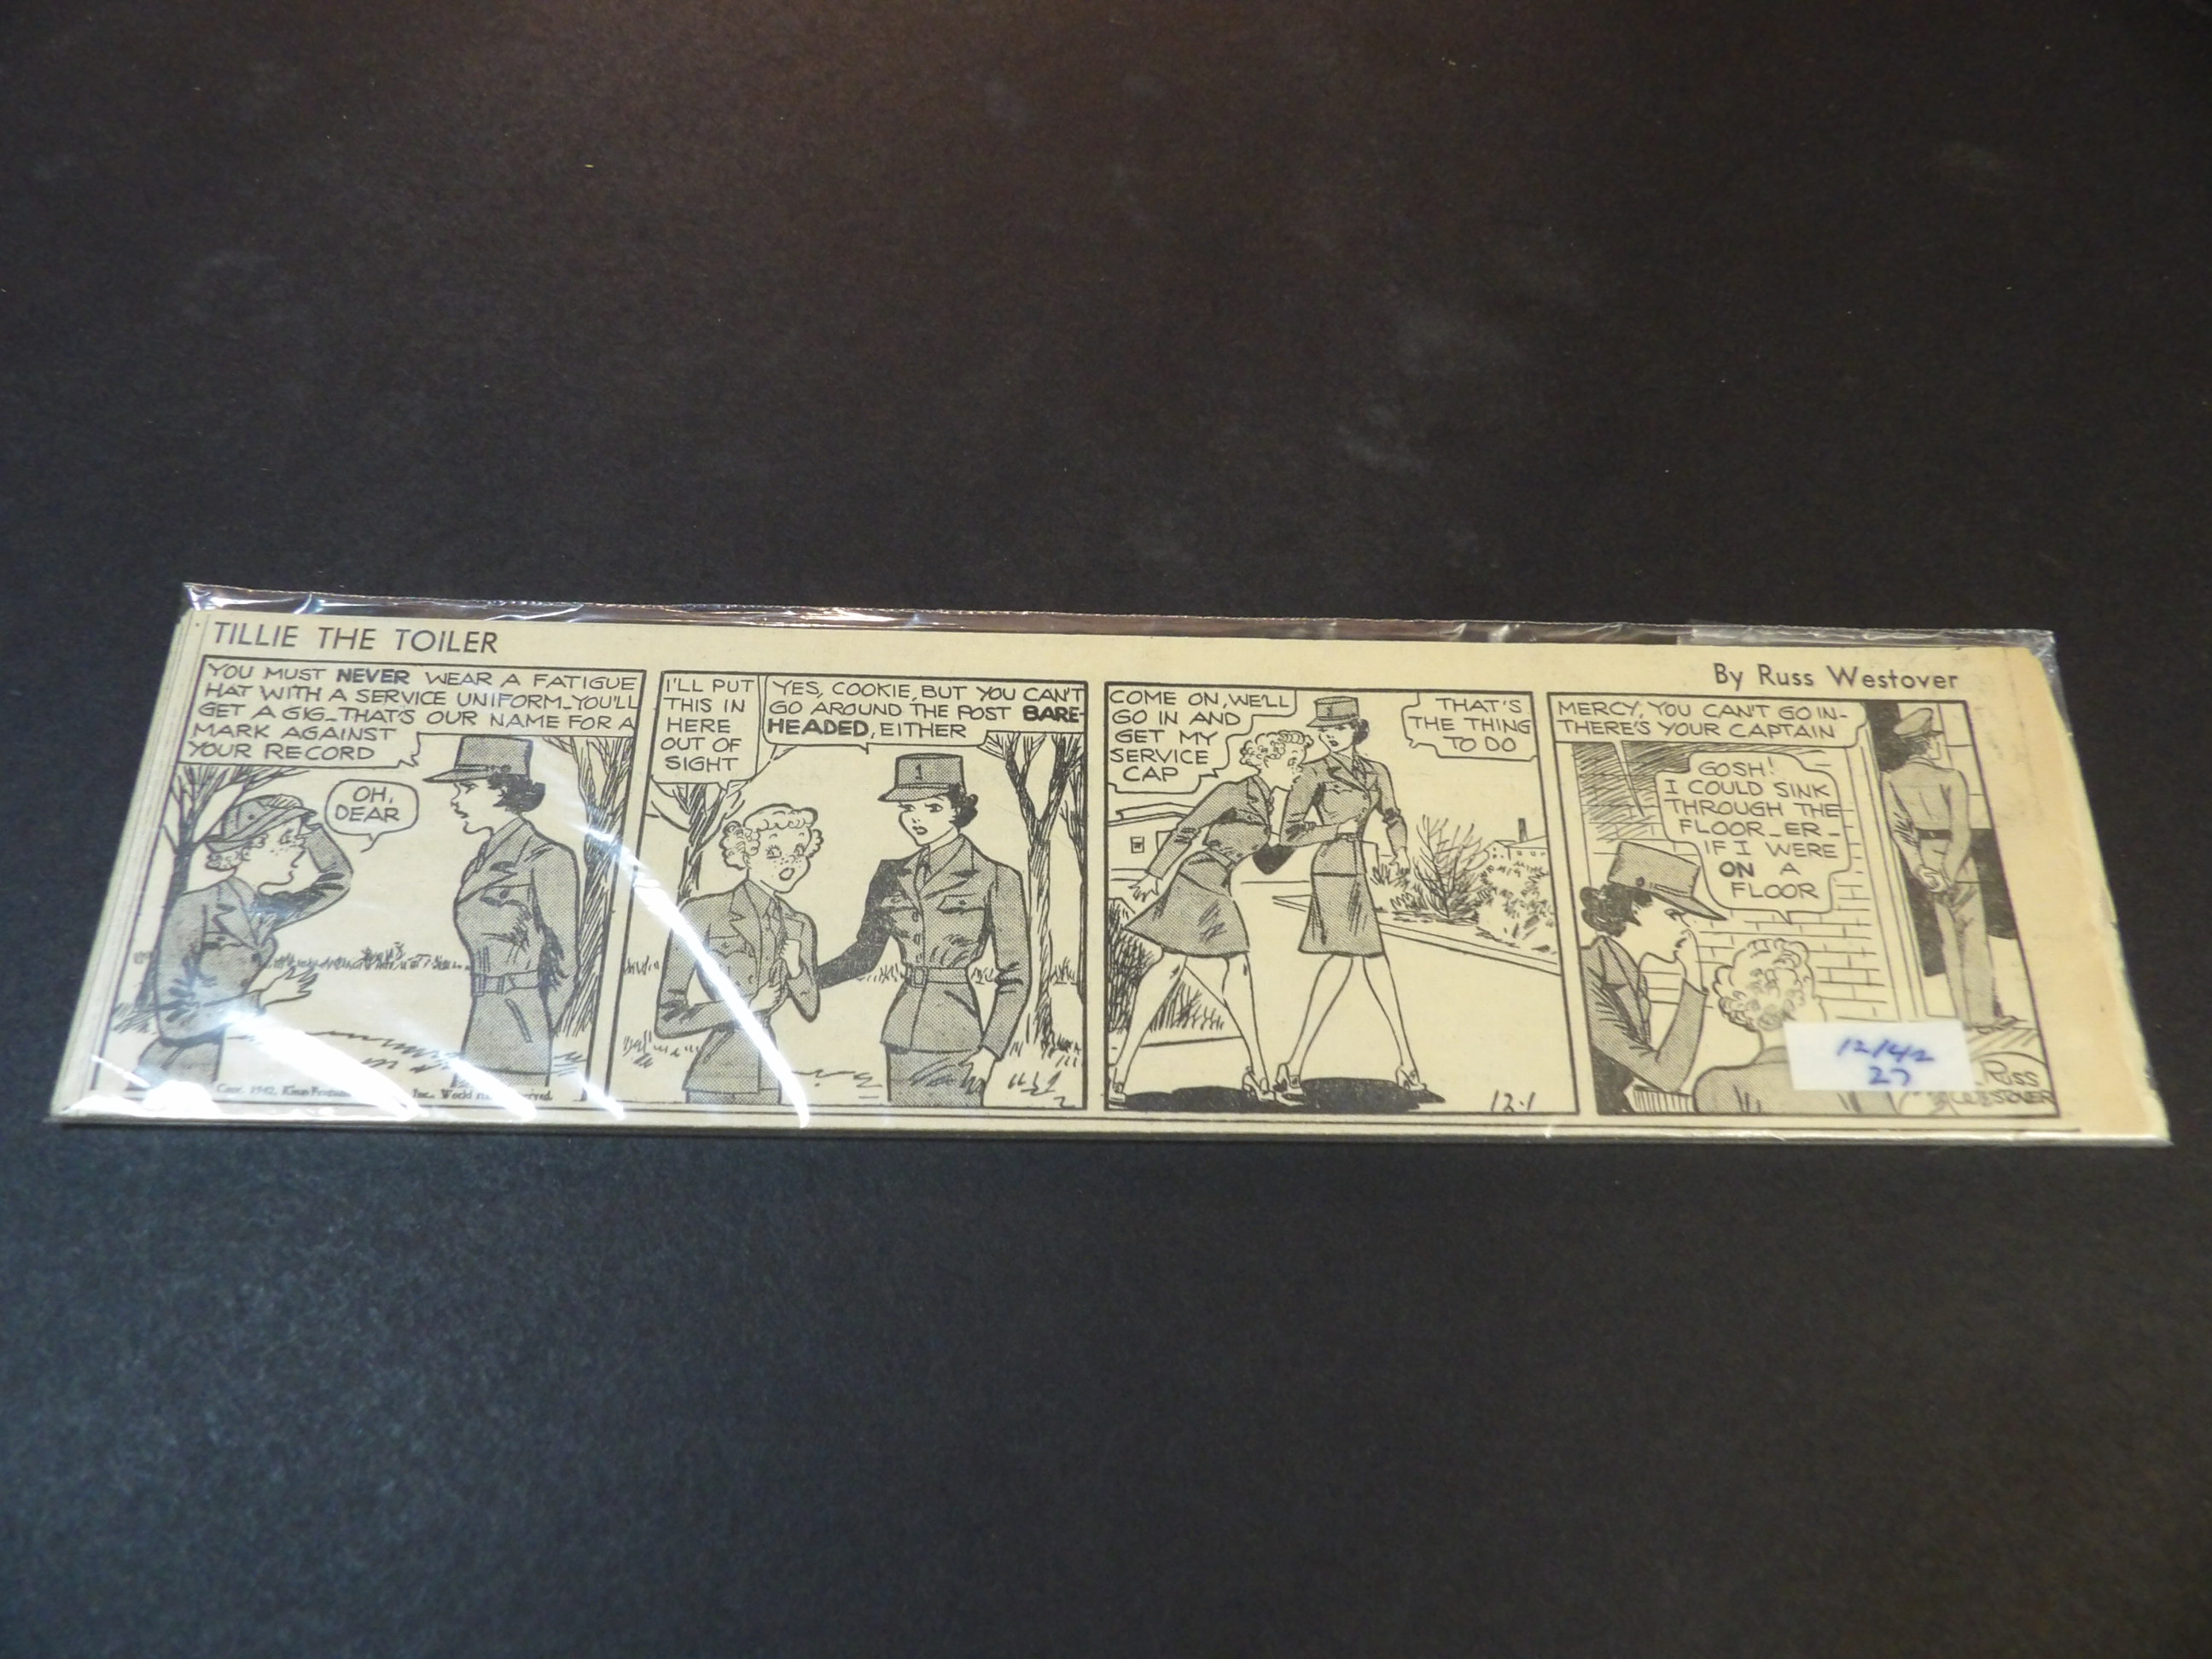 TILLIE THE TOILER
By Russ Westover
YOU MUST NEVER WEAR A FATIGUE
HAT WITH A SERVICE UNIFORM_YOU'LL
GET A GIG_THAT'S OUR NAME FOR A
MARK AGAINST
YOUR RECORD
OH,
DEAR
Inc. World
I'LL PUT
THIS IN
HERE
OUT OF
SIGHT
YES, COOKIE, BUT YOU CAN'T
GO AROUND THE POST BARE-
HEADED, EITHER
COME ON, WE'LL
GO IN AND
GET MY
SERVICE
CAP
THAT'S
THE THING
TO DO
12-1
MERCY, YOU CAN'T GO IN-
THERE'S YOUR CAPTAIN
GOSH!
I COULD SINK
THROUGH THE
FLOOR_ER-
IF I WERE
ON A
FLOOR
12/42
27
RUSS
WESTOVER